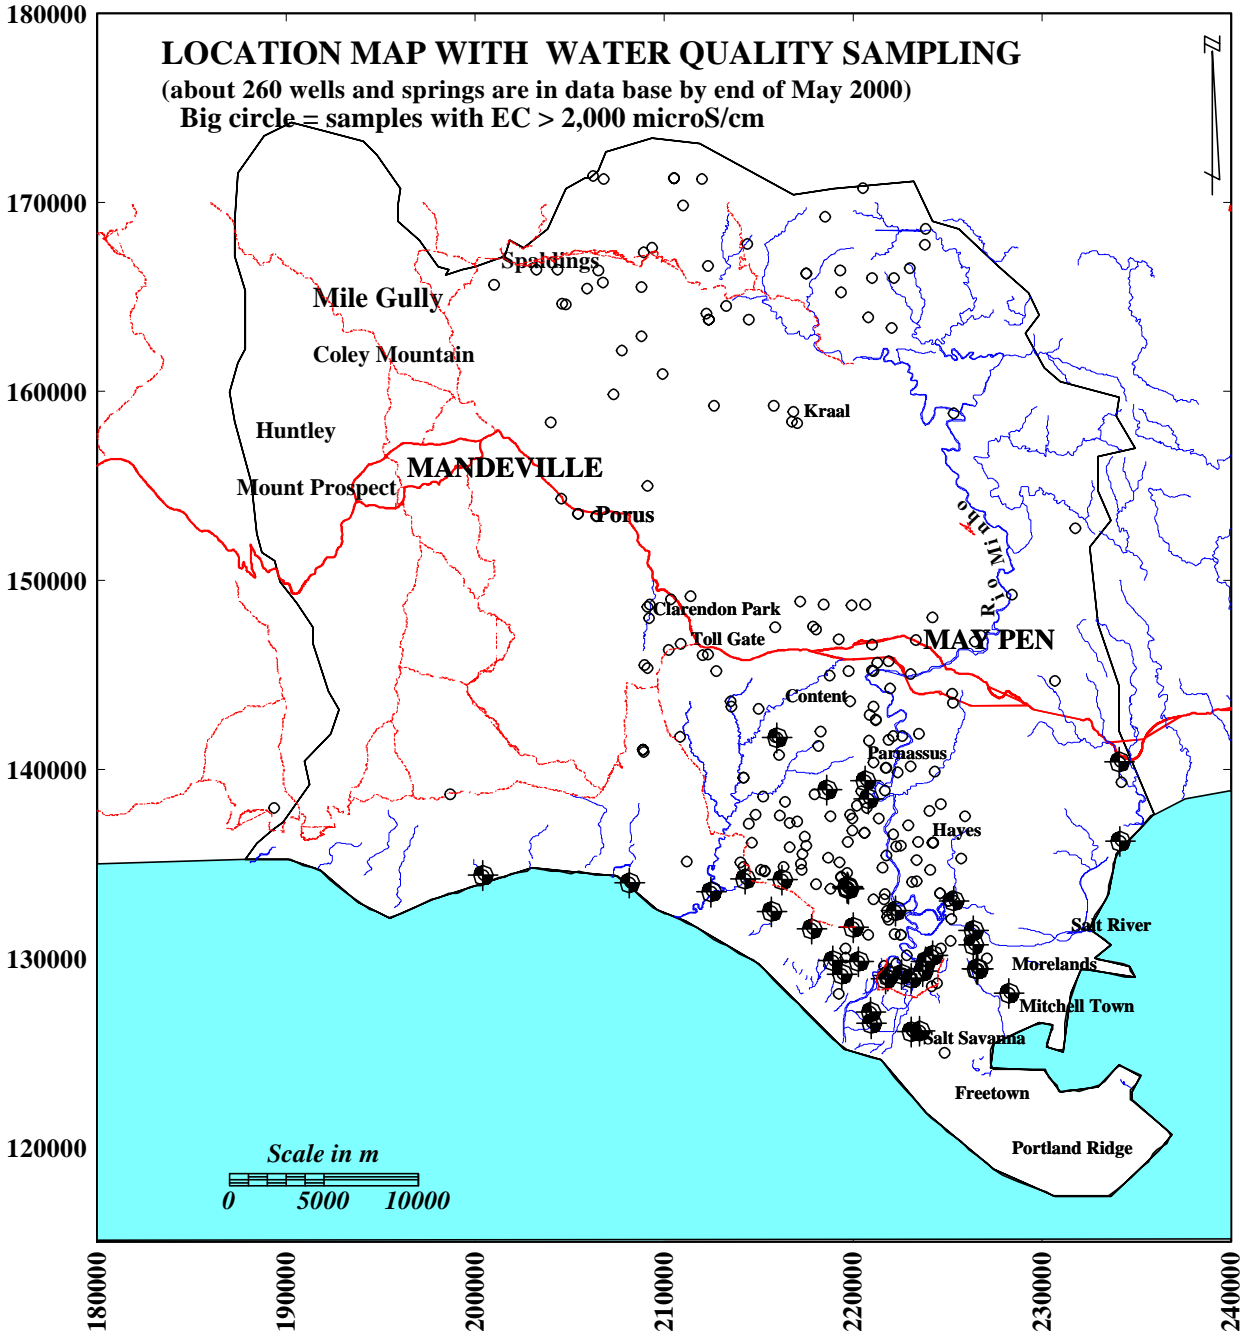 180000
LOCATION MAP WITH WATER QUALITY SAMPLING
(about 260 wells and springs are in data base by end of May 2000)
Big circle = samples with EC > 2,000 microS/cm
N
170000
Spaldings
Mile Gully
Coley Mountain
160000
Kraal
Huntley
MANDEVILLE
Mount Prospect
Porus
Rio Minho
150000
Clarendon Park
Toll Gate
MAY PEN
Content
Parnassus
140000
Hayes
Salt River
130000
Morelands
Mitchell Town
Salt Savanna
Freetown
120000
Portland Ridge
Scale in m
0 5000 10000
180000 190000 200000 210000 220000 230000 240000